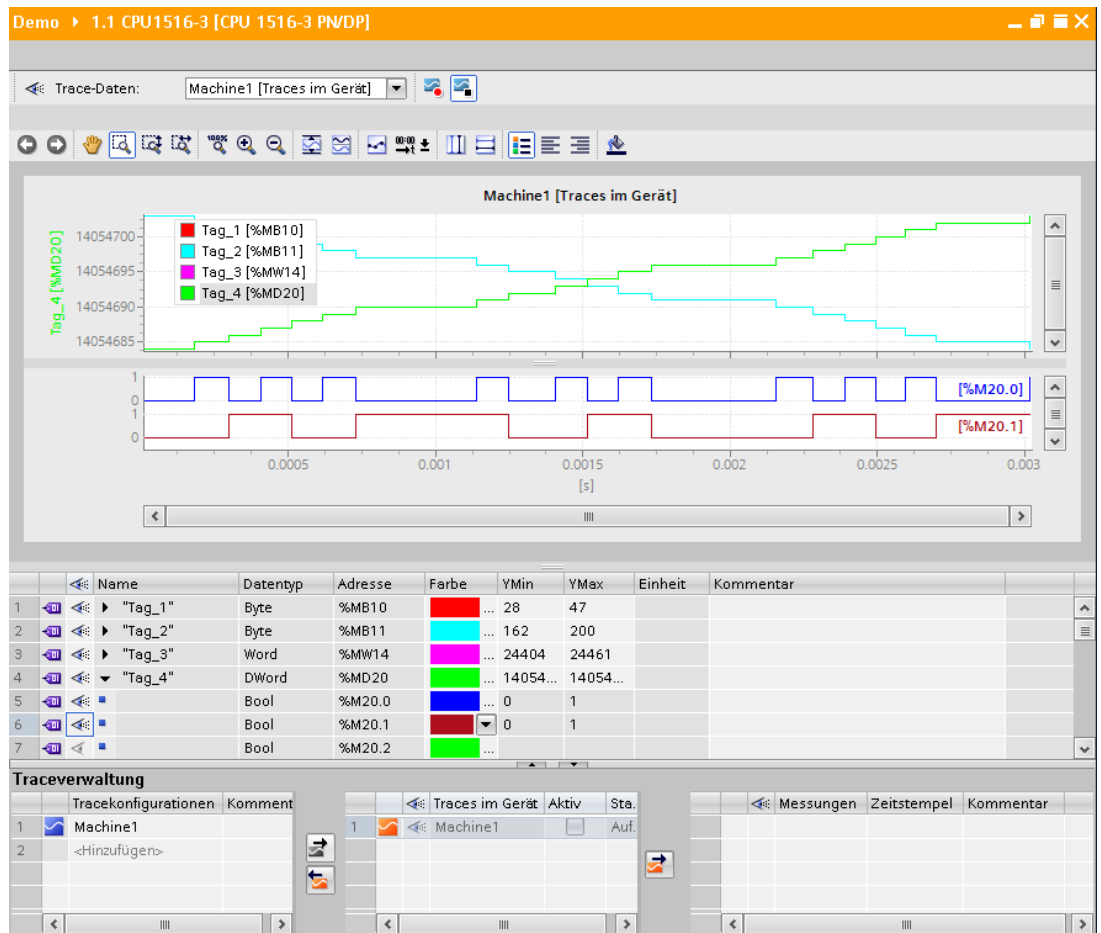 Demo ▸ 1.1 CPU1516-3 [CPU 1516-3 PN/DP]
Trace-Daten: Machine1 [Traces im Gerät]
100% 00:00 →t
Machine1 [Traces im Gerät]
Tag_4 [%MD20]
14054700
14054695
14054690
14054685
Tag_1 [%MB10]
Tag_2 [%MB11]
Tag_3 [%MW14]
Tag_4 [%MD20]
1
0
[%M20.0]
1
0
[%M20.1]
0.0005 0.001 0.0015 0.002 0.0025 0.003
[s]
Name Datentyp Adresse Farbe YMin YMax Einheit Kommentar
1 "Tag_1" Byte %MB10 ... 28 47
2 "Tag_2" Byte %MB11 ... 162 200
3 "Tag_3" Word %MW14 ... 24404 24461
4 "Tag_4" DWord %MD20 ... 14054... 14054...
5 Bool %M20.0 ... 0 1
6 Bool %M20.1 0 1
7 Bool %M20.2 ...
Traceverwaltung
Tracekonfigurationen Komment
1 Machine1
2 <Hinzufügen>
Traces im Gerät Aktiv Sta.
1 Machine1 Auf.
Messungen Zeitstempel Kommentar